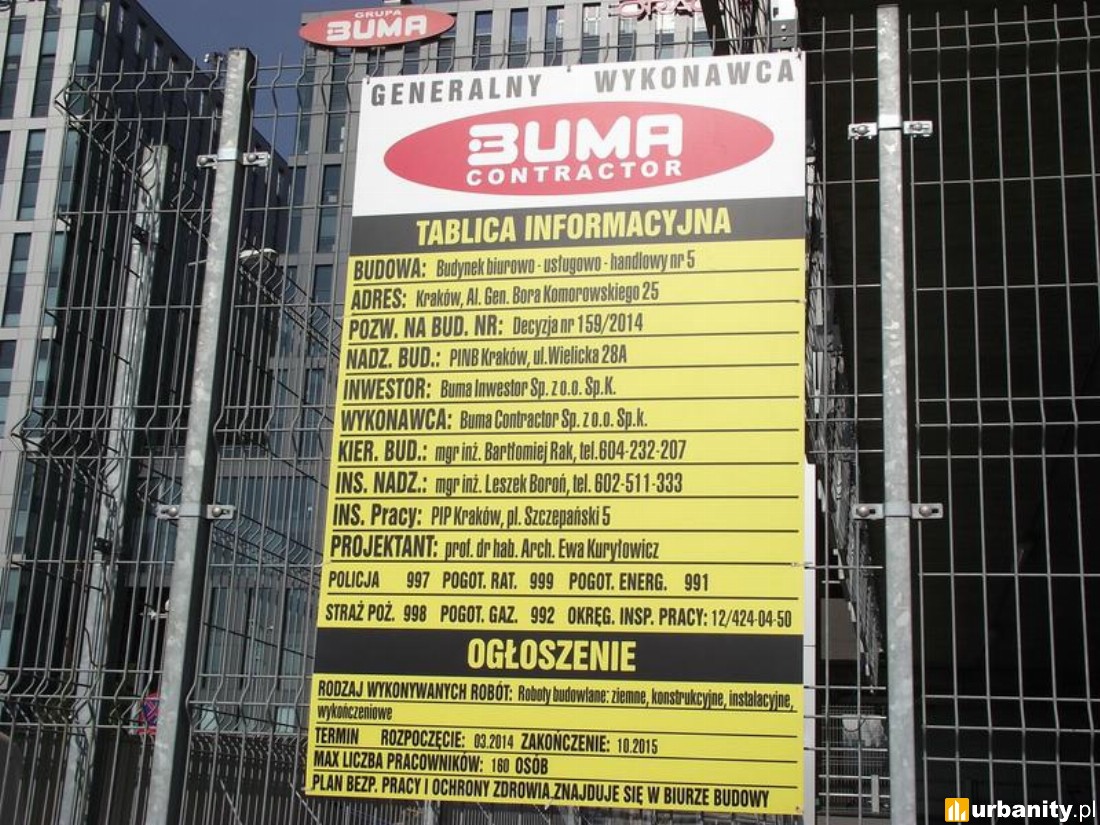 GRUPA
BUMA
GENERALNY WYKONAWCA
BUMA
CONTRACTOR
TABLICA INFORMACYJNA
BUDOWA: Budynek biurowo - usługowo - handlowy nr 5
ADRES: Kraków, Al. Gen. Bora Komorowskiego 25
POZW. NA BUD. NR: Decyzja nr 159/2014
NADZ. BUD.: PINB Kraków, ul. Wielicka 28A
INWESTOR: Buma Inwestor Sp. z o.o. Sp.K.
WYKONAWCA: Buma Contractor Sp. z o.o. Sp.k.
KIER. BUD.: mgr inż. Bartłomiej Rak, tel.604-232-207
INS. NADZ.: mgr inż. Leszek Boroń, tel. 602-511-333
INS. Pracy: PIP Kraków, pl. Szczepański 5
PROJEKTANT: prof. dr hab. Arch. Ewa Kuryłowicz
POLICJA 997 POGOT. RAT. 999 POGOT. ENERG. 991
STRAŻ POŻ. 998 POGOT. GAZ. 992 OKRĘG. INSP. PRACY: 12/424-04-50
OGŁOSZENIE
RODZAJ WYKONYWANYCH ROBÓT: Roboty budowlane: ziemne, konstrukcyjne, instalacyjne,
wykończeniowe
TERMIN ROZPOCZĘCIE: 03.2014 ZAKOŃCZENIE: 10.2015
MAX LICZBA PRACOWNIKÓW: 160 OSÓB
PLAN BEZP. PRACY I OCHRONY ZDROWIA ZNAJDUJE SIĘ W BIURZE BUDOWY
urbanity.pl